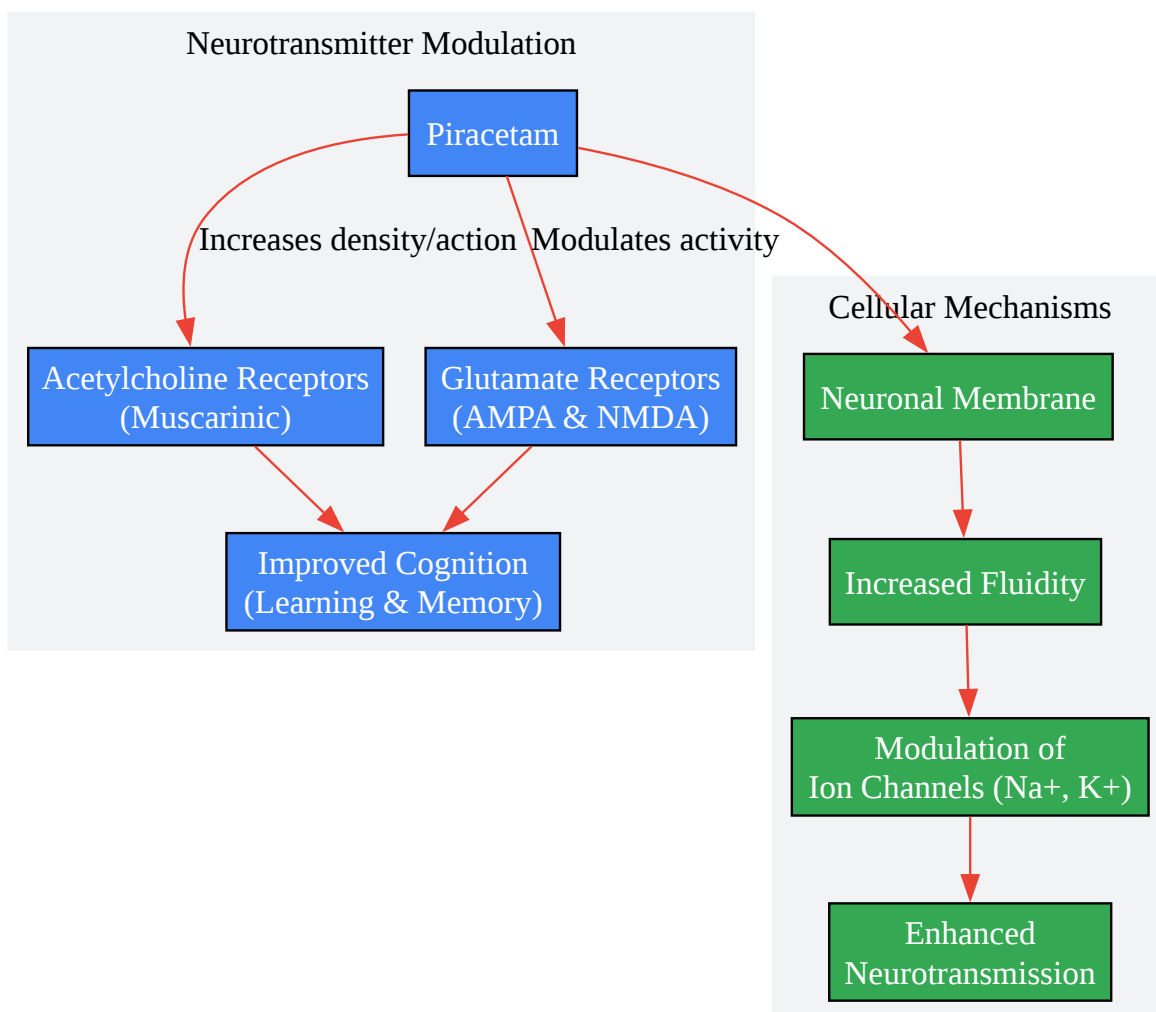 Neurotransmitter Modulation
Piracetam
Increases density/action
Modulates activity
Acetylcholine Receptors
(Muscarinic)
Glutamate Receptors
(AMPA & NMDA)
Improved Cognition
(Learning & Memory)
Cellular Mechanisms
Neuronal Membrane
Increased Fluidity
Modulation of
Ion Channels (Na+, K+)
Enhanced
Neurotransmission